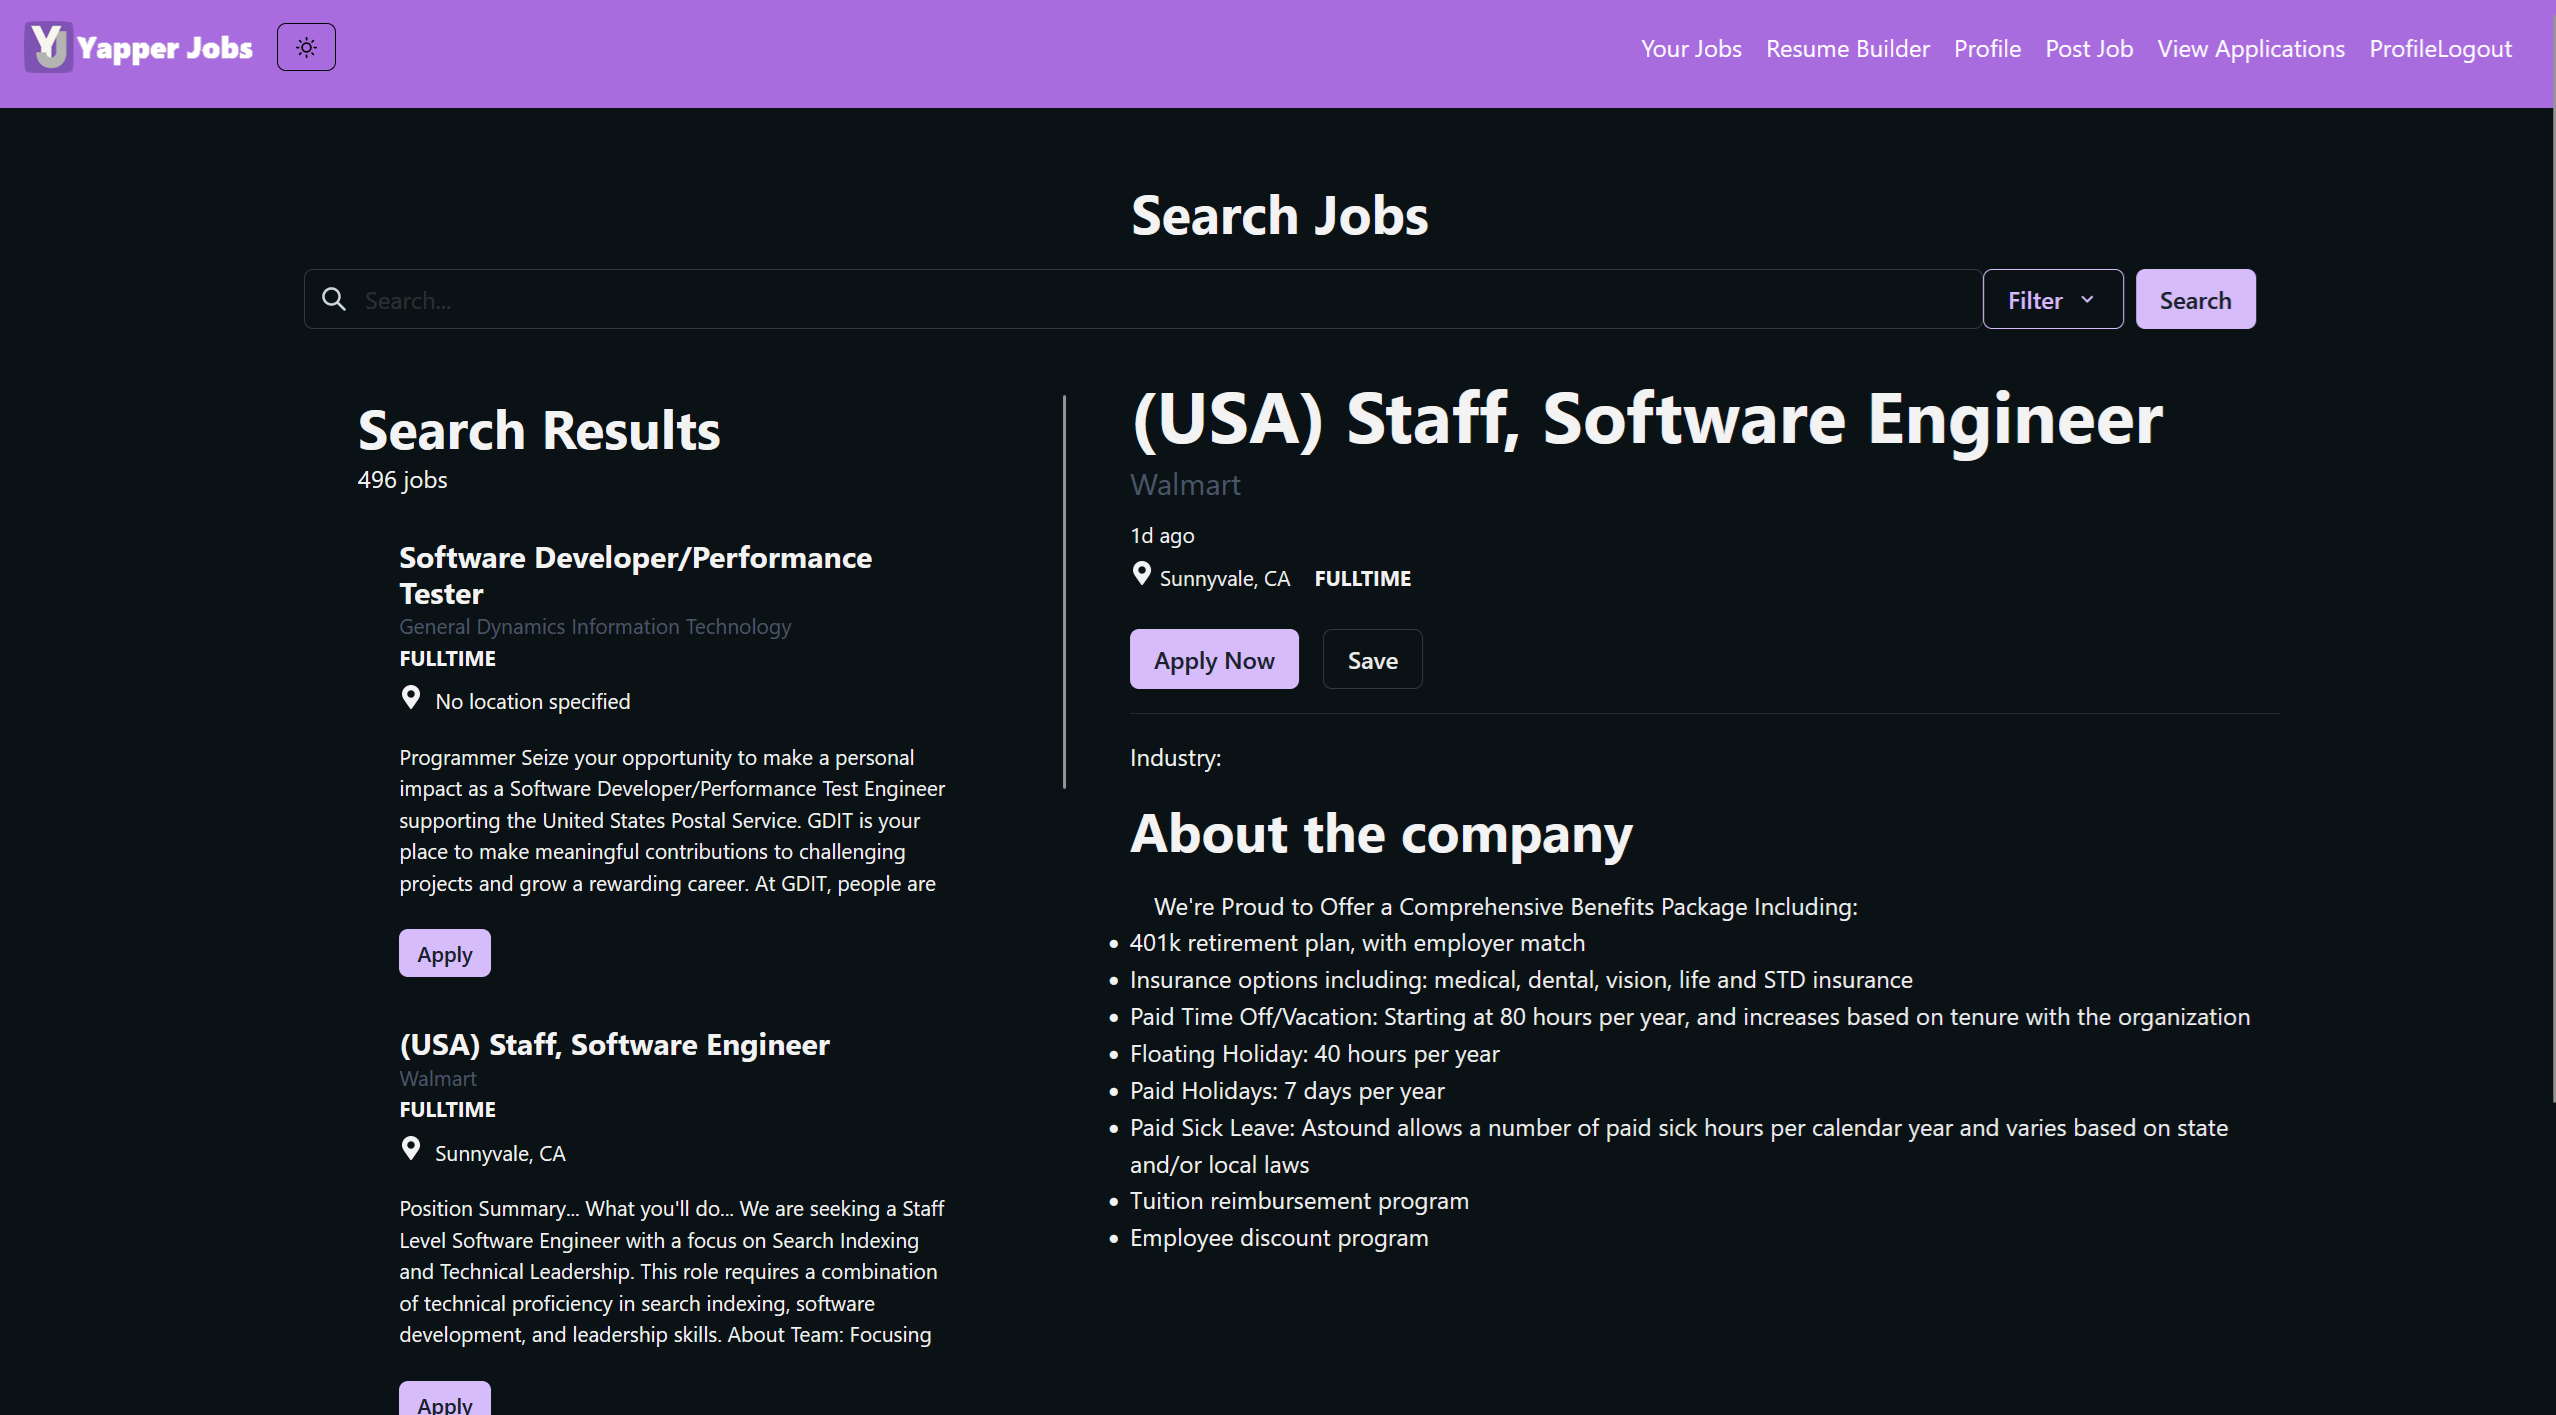 YJ Yapper Jobs
Your Jobs Resume Builder Profile Post Job View Applications ProfileLogout
Search Jobs
Search...
Filter
Search
Search Results
496 jobs
Software Developer/Performance
Tester
General Dynamics Information Technology
FULLTIME
No location specified
Programmer Seize your opportunity to make a personal
impact as a Software Developer/Performance Test Engineer
supporting the United States Postal Service. GDIT is your
place to make meaningful contributions to challenging
projects and grow a rewarding career. At GDIT, people are
Apply
(USA) Staff, Software Engineer
Walmart
FULLTIME
Sunnyvale, CA
Position Summary... What you'll do... We are seeking a Staff
Level Software Engineer with a focus on Search Indexing
and Technical Leadership. This role requires a combination
of technical proficiency in search indexing, software
development, and leadership skills. About Team: Focusing
Apply
(USA) Staff, Software Engineer
Walmart
1d ago
Sunnyvale, CA FULLTIME
Apply Now
Save
Industry:
About the company
We're Proud to Offer a Comprehensive Benefits Package Including:
• 401k retirement plan, with employer match
• Insurance options including: medical, dental, vision, life and STD insurance
• Paid Time Off/Vacation: Starting at 80 hours per year, and increases based on tenure with the organization
• Floating Holiday: 40 hours per year
• Paid Holidays: 7 days per year
• Paid Sick Leave: Astound allows a number of paid sick hours per calendar year and varies based on state
and/or local laws
• Tuition reimbursement program
• Employee discount program